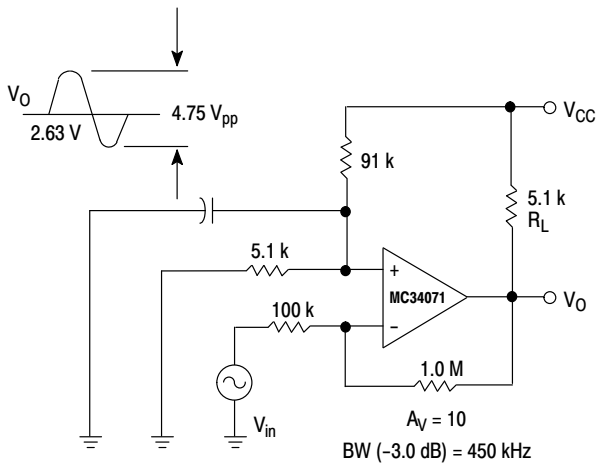 V_O
2.63 V
4.75 V_pp
V_CC
91 k
5.1 k
R_L
5.1 k
+
MC34071
−
V_O
100 k
1.0 M
V_in
A_V = 10
BW (−3.0 dB) = 450 kHz